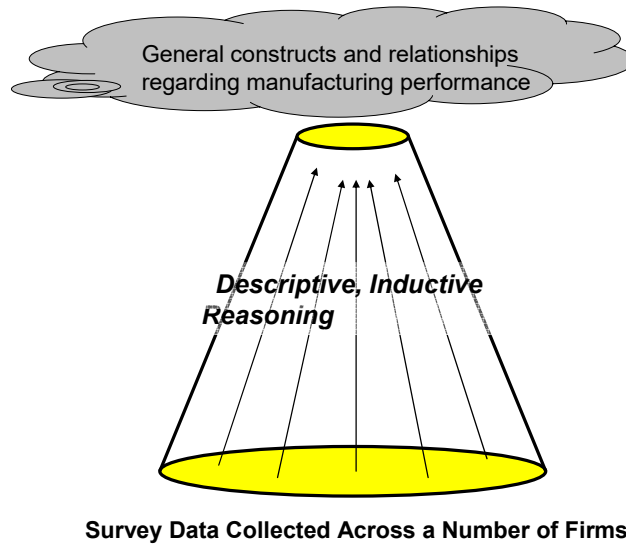 General constructs and relationships
regarding manufacturing performance
Descriptive, Inductive
Reasoning
Survey Data Collected Across a Number of Firms